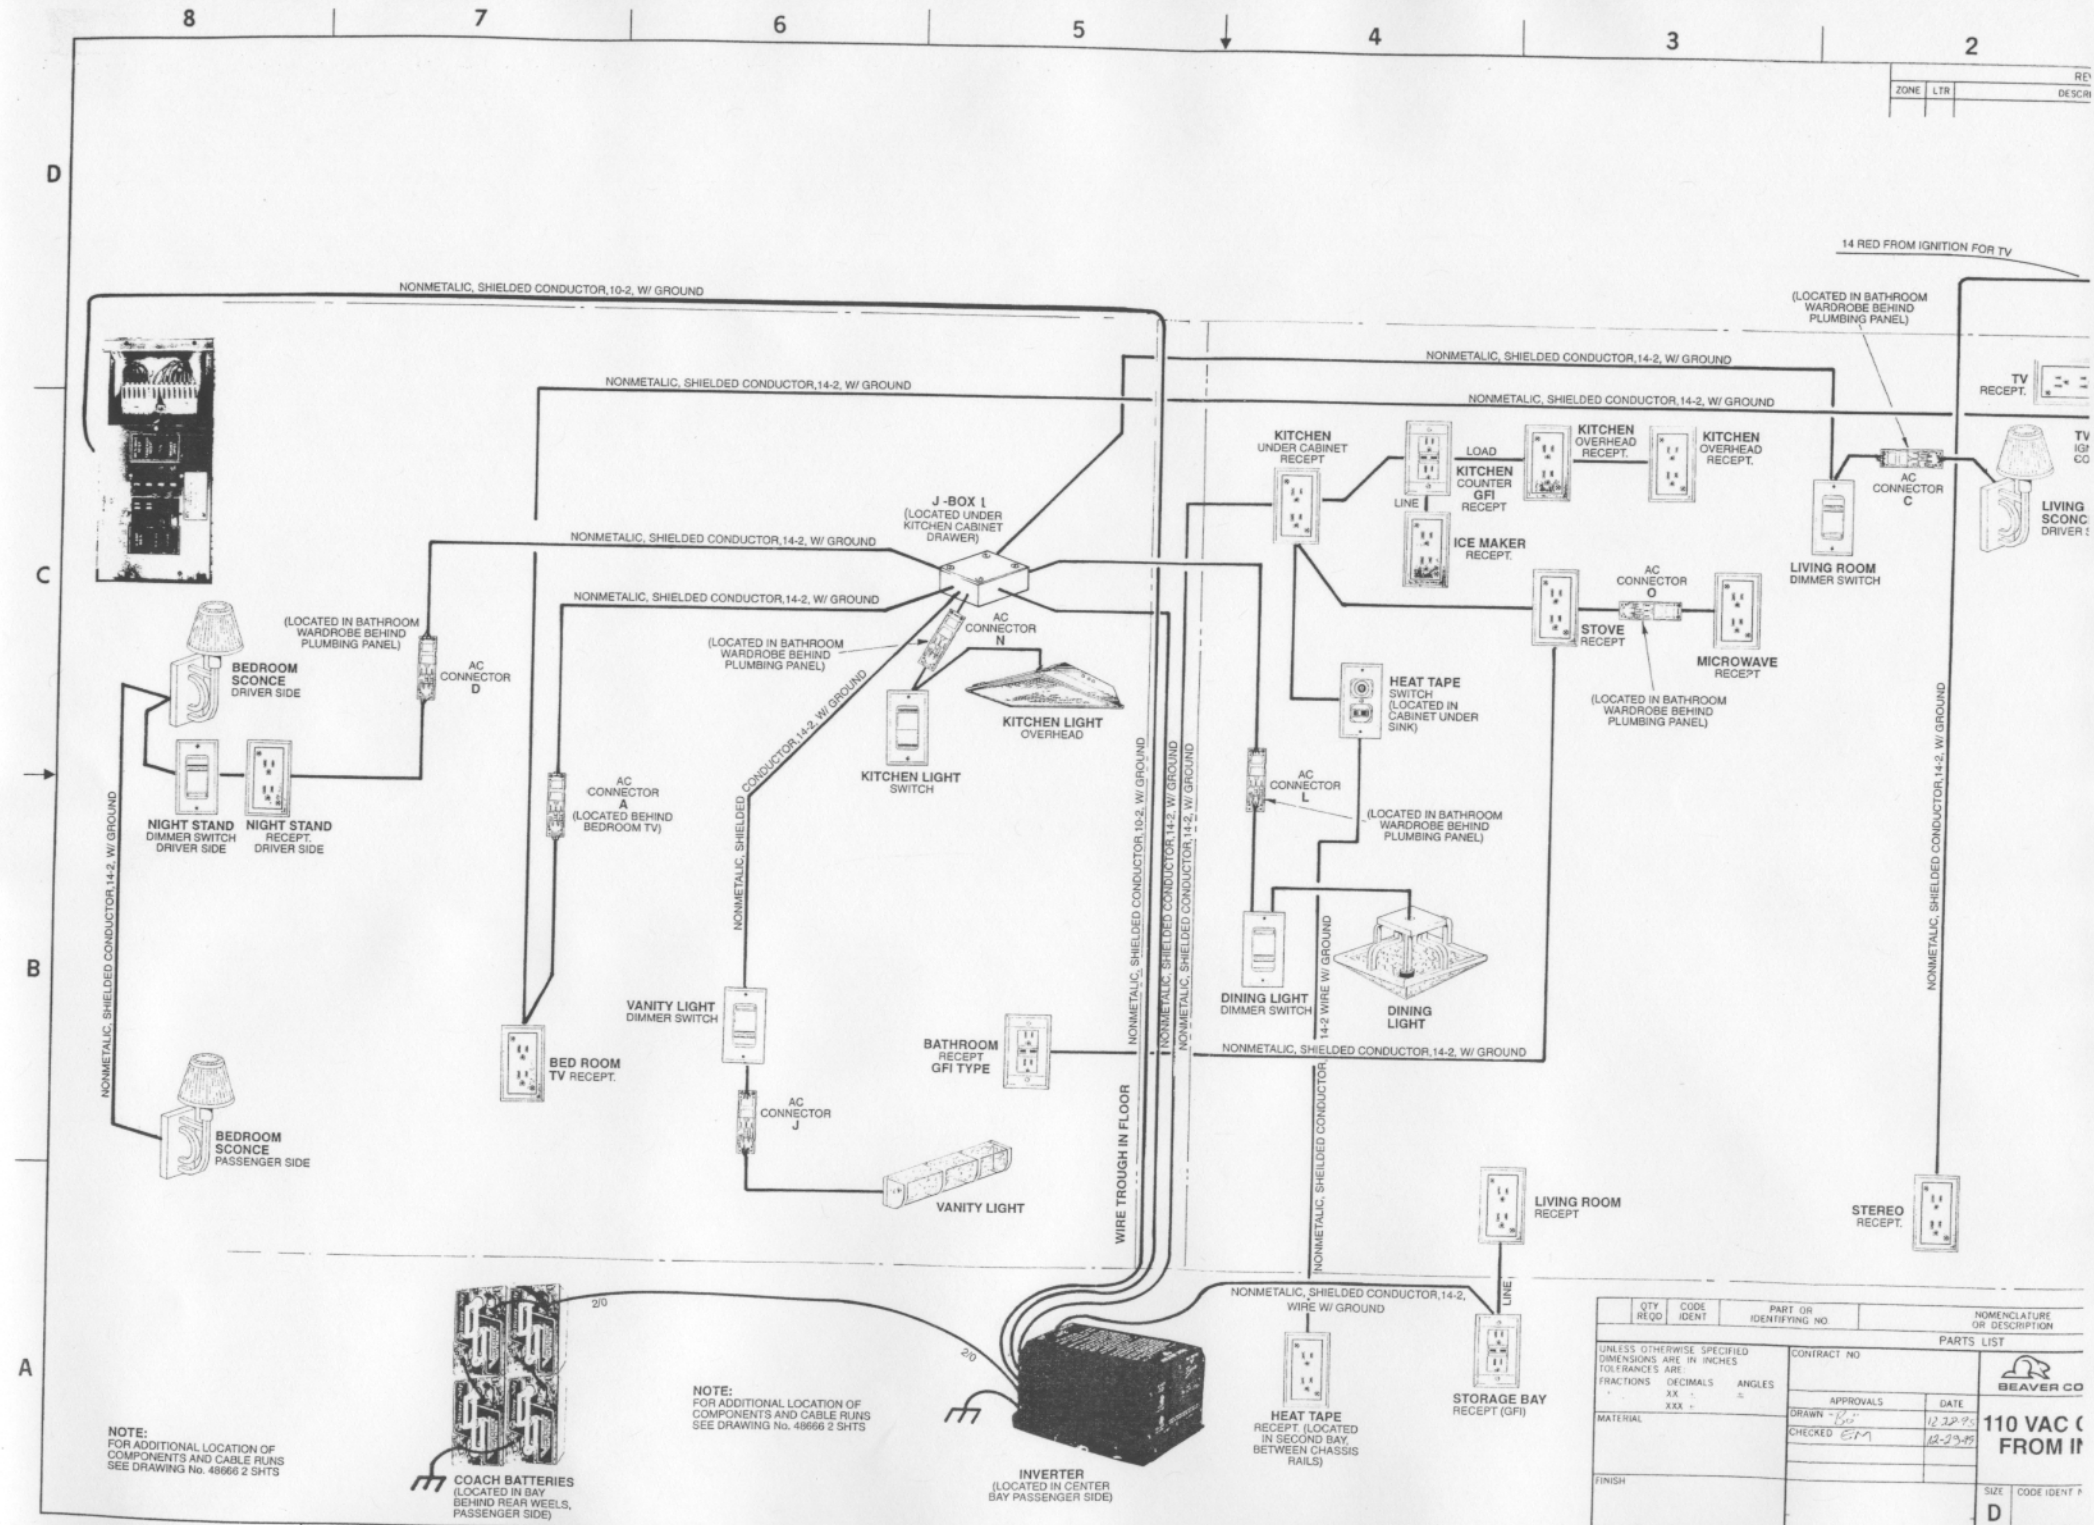 8 7 6 5 4 3 2
REV
ZONE LTR DESCRI
D
C
B
A
14 RED FROM IGNITION FOR TV
NONMETALIC, SHIELDED CONDUCTOR,10-2, W/ GROUND
(LOCATED IN BATHROOM
WARDROBE BEHIND
PLUMBING PANEL)
NONMETALIC, SHIELDED CONDUCTOR,14-2, W/ GROUND
NONMETALIC, SHIELDED CONDUCTOR,14-2, W/ GROUND
NONMETALIC, SHIELDED CONDUCTOR,14-2, W/ GROUND
TV
RECEPT.
KITCHEN
UNDER CABINET
RECEPT
LOAD
KITCHEN
COUNTER
GFI
RECEPT
LINE
KITCHEN
OVERHEAD
RECEPT.
KITCHEN
OVERHEAD
RECEPT.
TV
IGN
CO
AC
CONNECTOR
C
LIVING
SCONC
DRIVER S
J-BOX 1
(LOCATED UNDER
KITCHEN CABINET
DRAWER)
ICE MAKER
RECEPT.
LIVING ROOM
DIMMER SWITCH
NONMETALIC, SHIELDED CONDUCTOR,14-2, W/ GROUND
NONMETALIC, SHIELDED CONDUCTOR,14-2, W/ GROUND
AC
CONNECTOR
O
STOVE
RECEPT
MICROWAVE
RECEPT
(LOCATED IN BATHROOM
WARDROBE BEHIND
PLUMBING PANEL)
(LOCATED IN BATHROOM
WARDROBE BEHIND
PLUMBING PANEL)
AC
CONNECTOR
D
BEDROOM
SCONCE
DRIVER SIDE
(LOCATED IN BATHROOM
WARDROBE BEHIND
PLUMBING PANEL)
AC
CONNECTOR
N
KITCHEN LIGHT
OVERHEAD
KITCHEN LIGHT
SWITCH
HEAT TAPE
SWITCH
(LOCATED IN
CABINET UNDER
SINK)
AC
CONNECTOR
L
(LOCATED IN BATHROOM
WARDROBE BEHIND
PLUMBING PANEL)
NIGHT STAND
DIMMER SWITCH
DRIVER SIDE
NIGHT STAND
RECEPT.
DRIVER SIDE
AC
CONNECTOR
A
(LOCATED BEHIND
BEDROOM TV)
NONMETALIC, SHIELDED CONDUCTOR,14-2, W/ GROUND
NONMETALIC, SHIELDED CONDUCTOR,14-2, W/ GROUND
NONMETALIC, SHIELDED CONDUCTOR,10-2, W/ GROUND
NONMETALIC, SHIELDED CONDUCTOR,14-2, W/ GROUND
NONMETALIC, SHIELDED CONDUCTOR,14-2, W/ GROUND
NONMETALIC, SHEILDED CONDUCTOR, 14-2 WIRE W/ GROUND
NONMETALIC, SHIELDED CONDUCTOR,14-2, W/ GROUND
DINING LIGHT
DIMMER SWITCH
DINING
LIGHT
VANITY LIGHT
DIMMER SWITCH
BATHROOM
RECEPT
GFI TYPE
NONMETALIC, SHIELDED CONDUCTOR,14-2, W/ GROUND
BED ROOM
TV RECEPT.
AC
CONNECTOR
J
BEDROOM
SCONCE
PASSENGER SIDE
WIRE TROUGH IN FLOOR
VANITY LIGHT
LIVING ROOM
RECEPT
STEREO
RECEPT.
LINE
NONMETALIC, SHIELDED CONDUCTOR,14-2,
WIRE W/ GROUND
2/0
2/0
STORAGE BAY
RECEPT (GFI)
HEAT TAPE
RECEPT. (LOCATED
IN SECOND BAY,
BETWEEN CHASSIS
RAILS)
NOTE:
FOR ADDITIONAL LOCATION OF
COMPONENTS AND CABLE RUNS
SEE DRAWING No. 48666 2 SHTS
NOTE:
FOR ADDITIONAL LOCATION OF
COMPONENTS AND CABLE RUNS
SEE DRAWING No. 48666 2 SHTS
COACH BATTERIES
(LOCATED IN BAY
BEHIND REAR WEELS,
PASSENGER SIDE)
INVERTER
(LOCATED IN CENTER
BAY PASSENGER SIDE)
QTY
REQD
CODE
IDENT
PART OR
IDENTIFYING NO.
NOMENCLATURE
OR DESCRIPTION
PARTS LIST
UNLESS OTHERWISE SPECIFIED
DIMENSIONS ARE IN INCHES
TOLERANCES ARE:
FRACTIONS DECIMALS ANGLES
XX
XXX
MATERIAL
FINISH
CONTRACT NO
APPROVALS DATE
DRAWN
CHECKED EM
BEAVER CO
110 VAC
FROM IN
SIZE CODE IDENT N
D